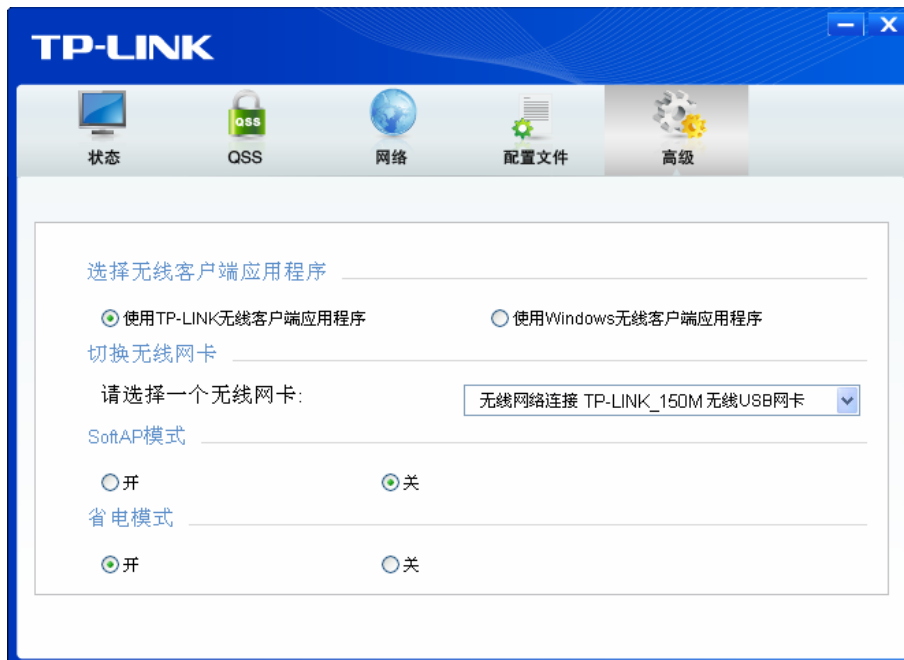 TP-LINK
状态 QSS 网络 配置文件 高级
选择无线客户端应用程序
使用TP-LINK无线客户端应用程序 使用Windows无线客户端应用程序
切换无线网卡
请选择一个无线网卡: 无线网络连接 TP-LINK_150M 无线USB网卡
SoftAP模式
开 关
省电模式
开 关